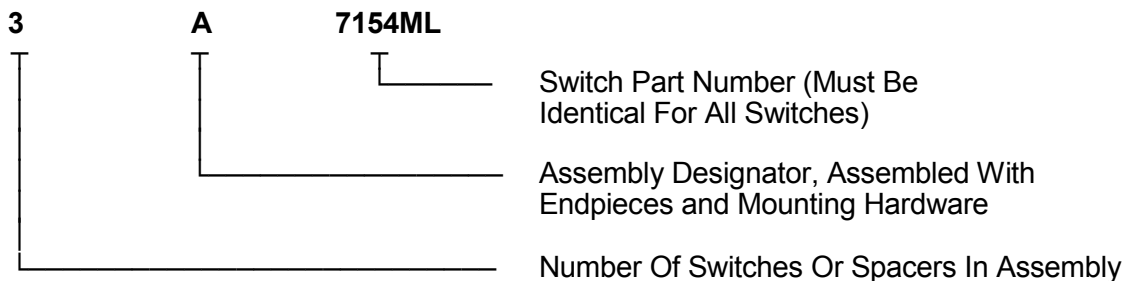 3 A 7154ML
Switch Part Number (Must Be
Identical For All Switches)
Assembly Designator, Assembled With
Endpieces and Mounting Hardware
Number Of Switches Or Spacers In Assembly